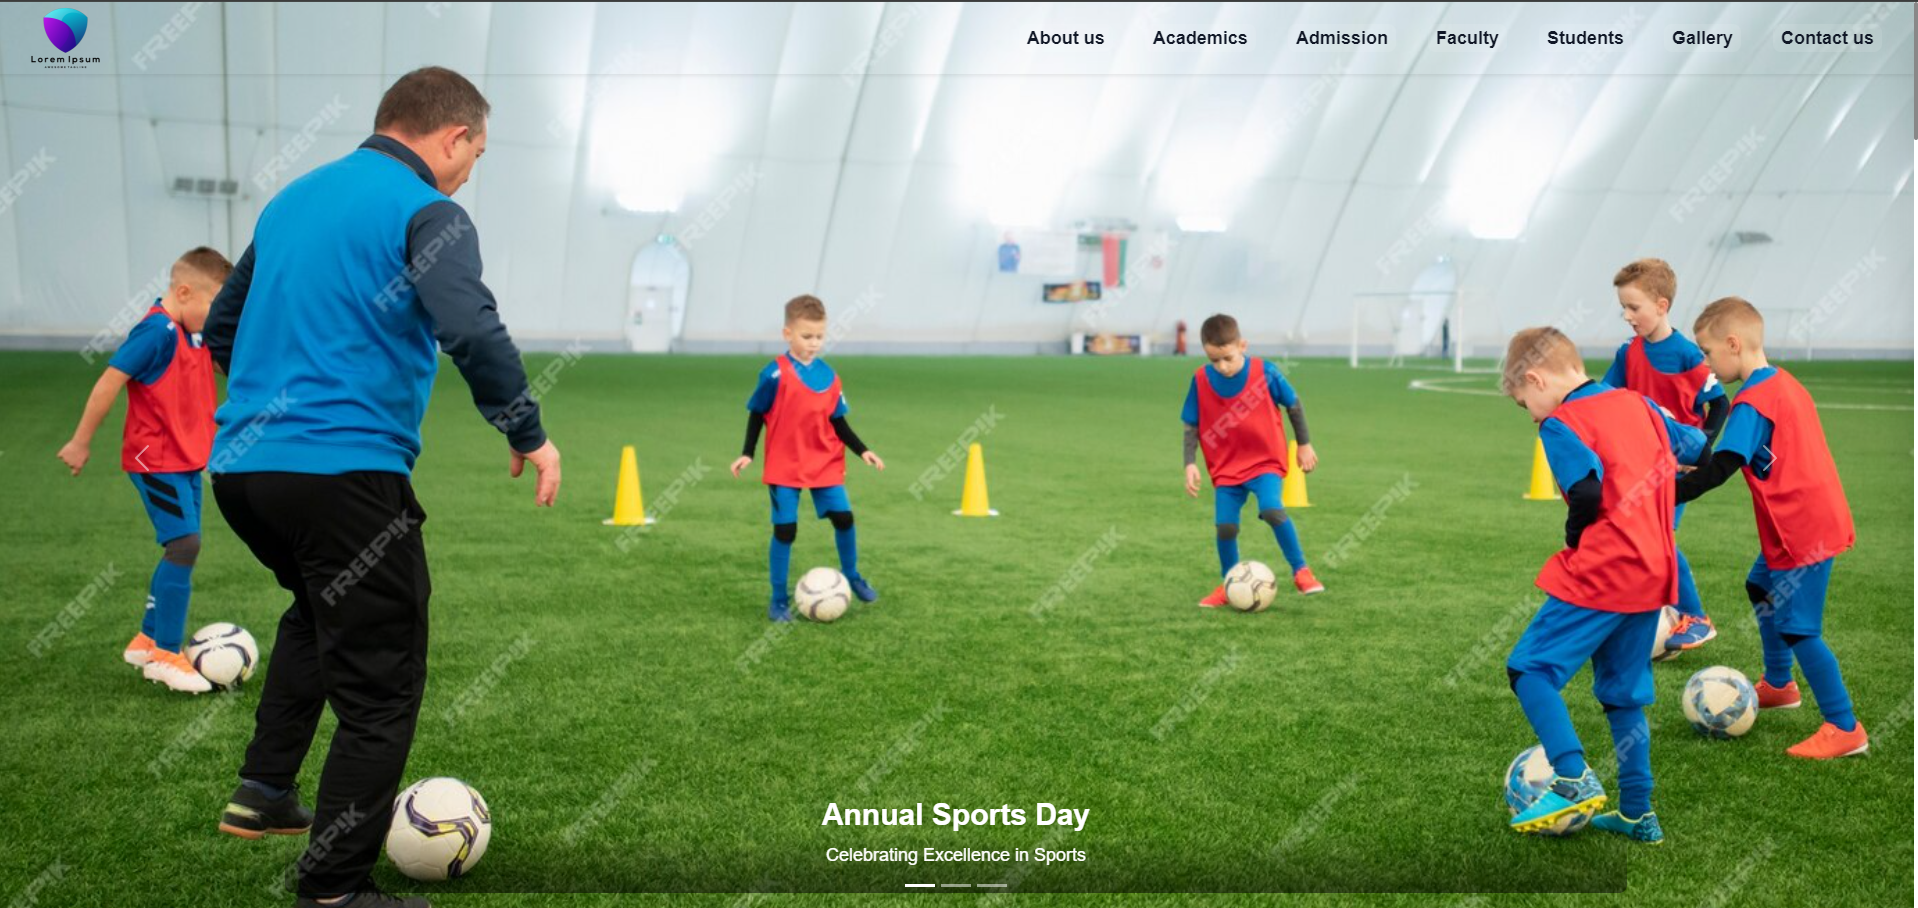 Lorem Ipsum
About us
Academics
Admission
Faculty
Students
Gallery
Contact us
FREEPIK
Annual Sports Day
Celebrating Excellence in Sports